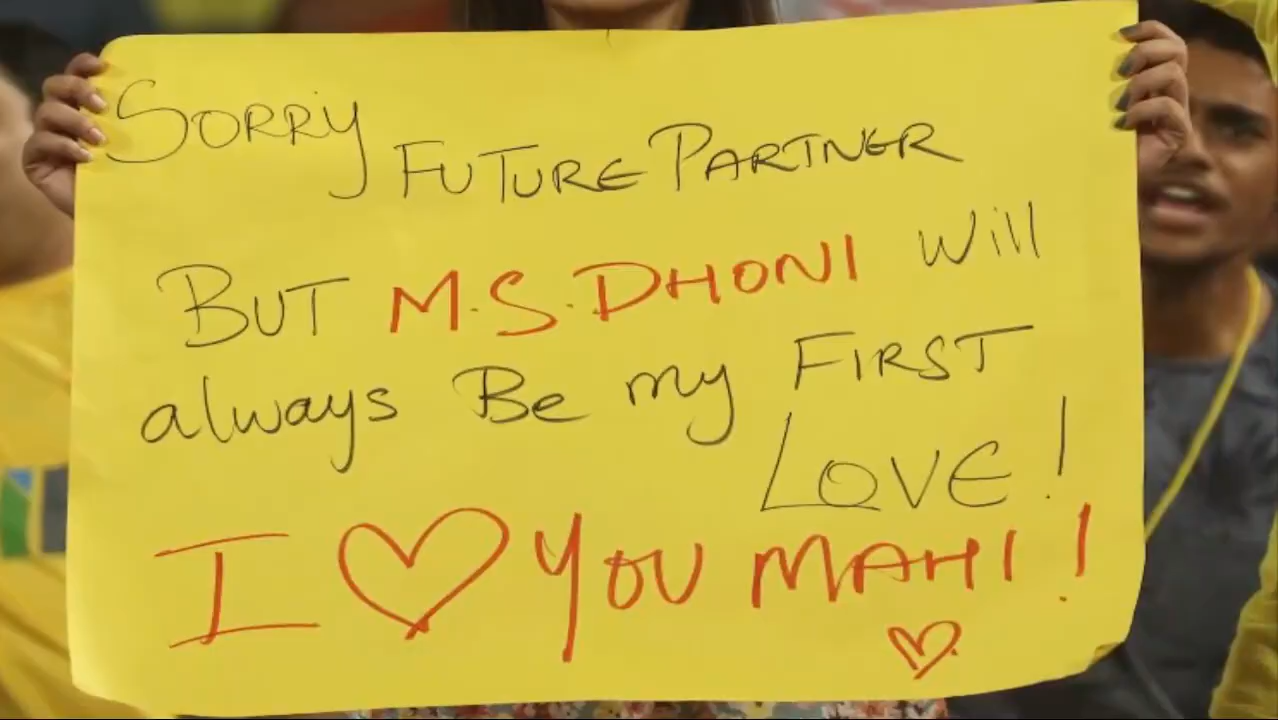 SORRY FUTURE PARTNER
BUT M.S.DHONI will
always Be my FIRST
LOVE!
I ♡ YOU MAHI!
♡